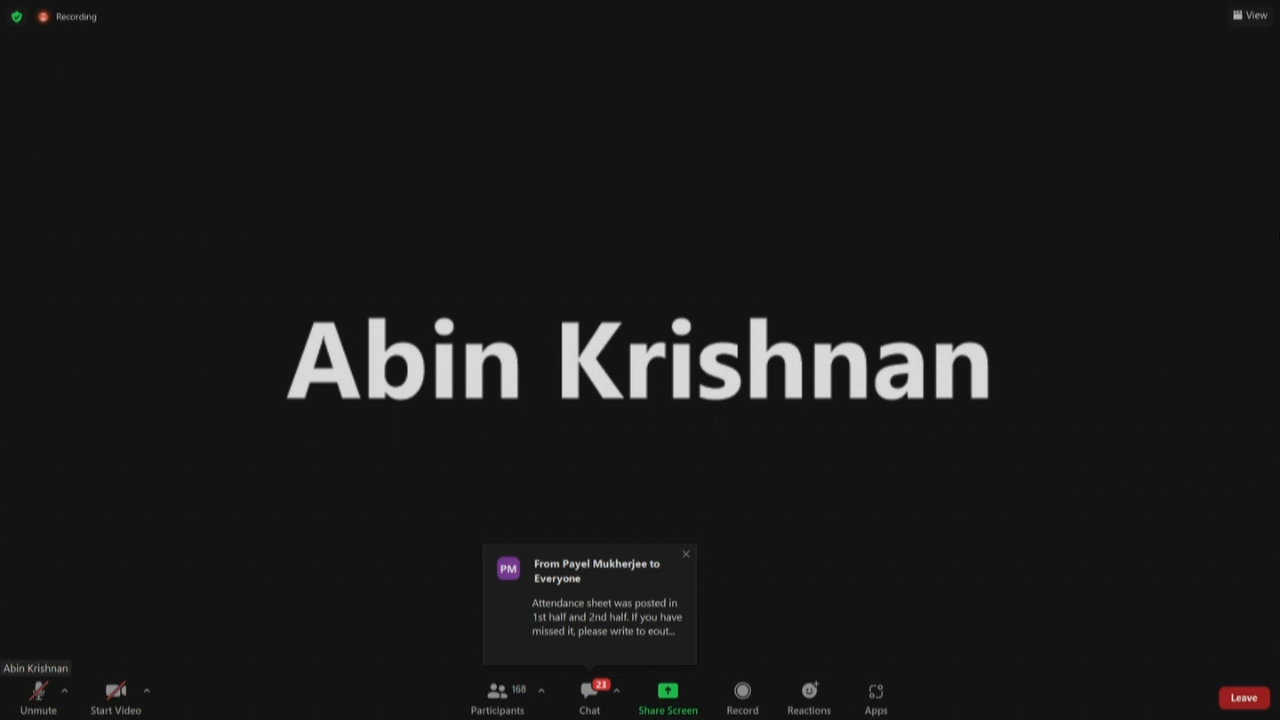 Recording
View
Abin Krishnan
PM
From Payel Mukherjee to
Everyone
Attendance sheet was posted in
1st half and 2nd half. If you have
missed it, please write to eout...
Abin Krishnan
168
23
Unmute
Start Video
Participants
Chat
Share Screen
Record
Reactions
Apps
Leave